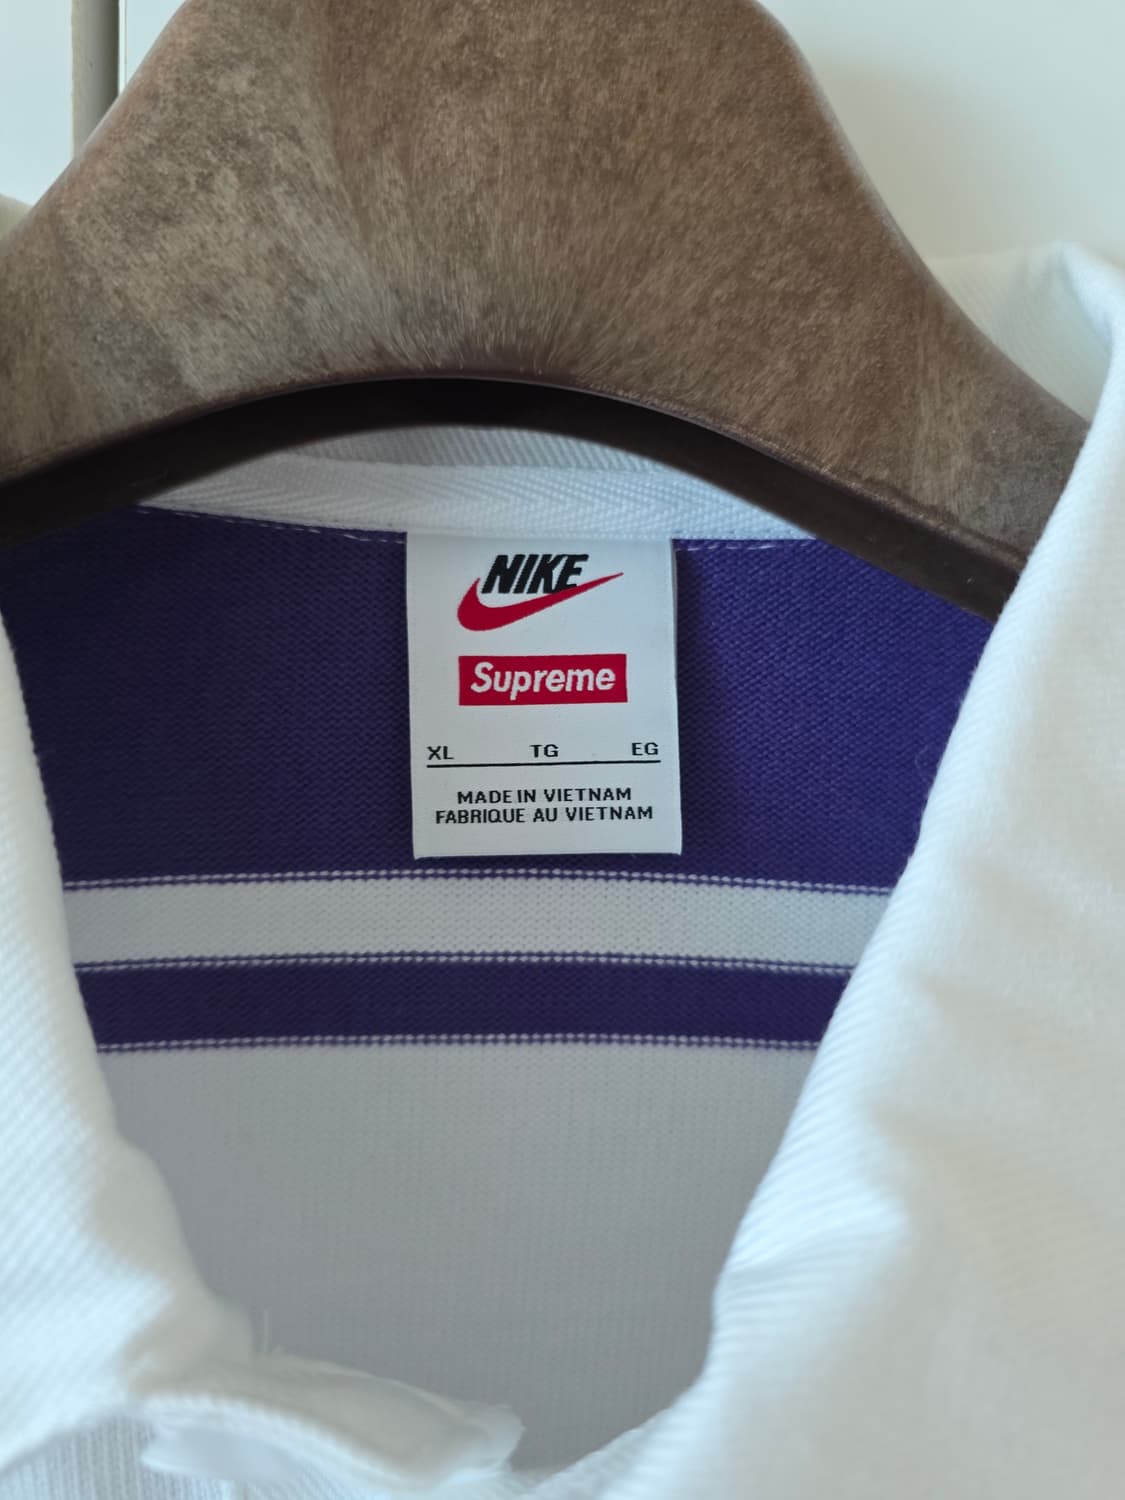 NIKE
Supreme
XL TG EG
MADE IN VIETNAM
FABRIQUE AU VIETNAM